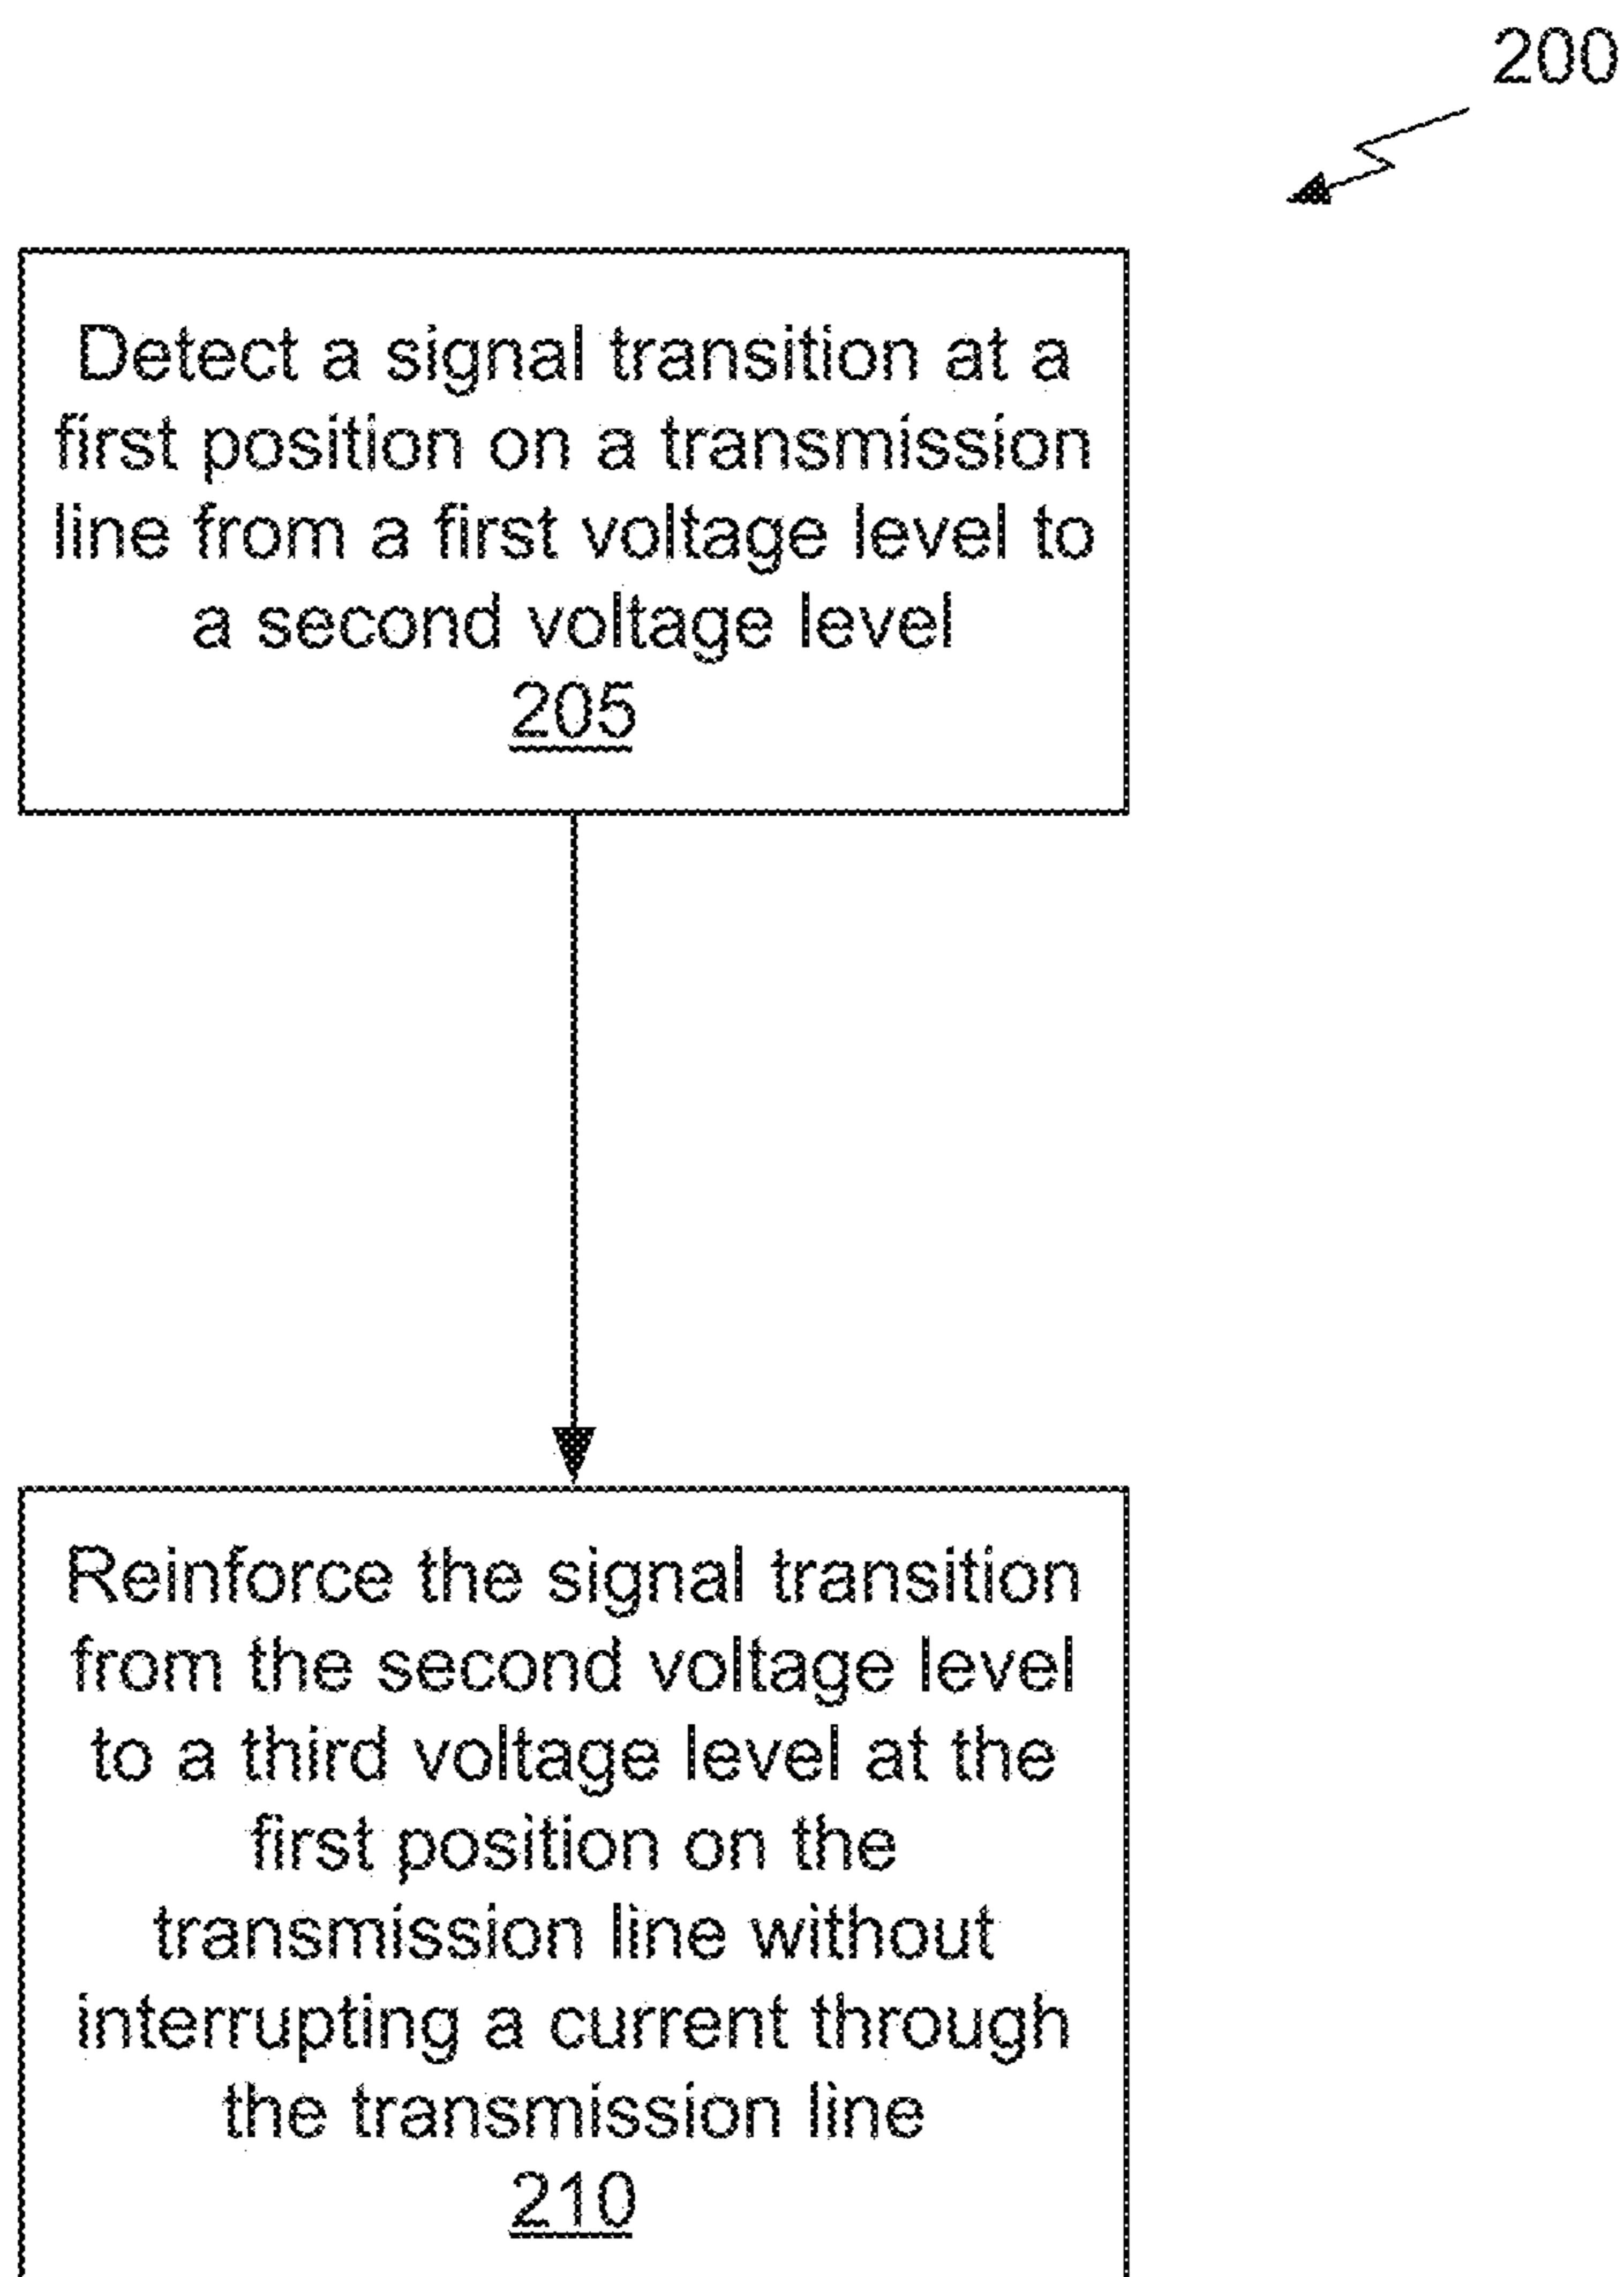 200
Detect a signal transition at a
first position on a transmission
line from a first voltage level to
a second voltage level
205
Reinforce the signal transition
from the second voltage level
to a third voltage level at the
first position on the
transmission line without
interrupting a current through
the transmission line
210